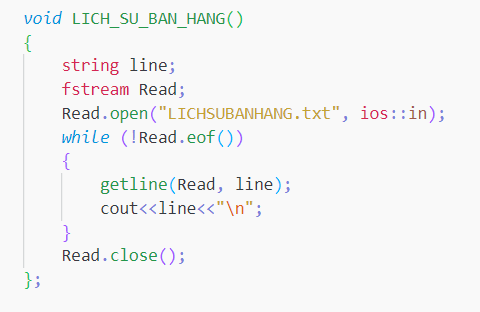 void LICH_SU_BAN_HANG()
{
    string line;
    fstream Read;
    Read.open("LICHSUBANHANG.txt", ios::in);
    while (!Read.eof())
    {
        getline(Read, line);
        cout<<line<<"\n";
    }
    Read.close();
};